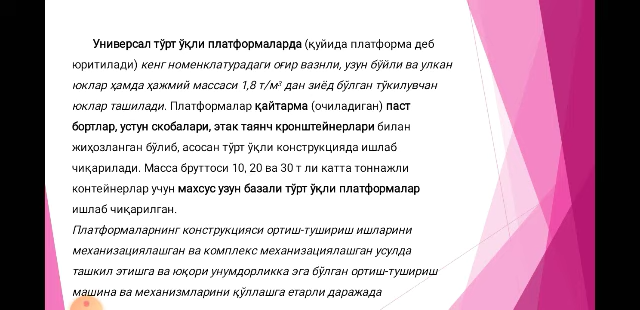 Универсал тўрт ўқли платформаларда (қуйида платформа деб
юритилади) кенг номенклатурадаги оғир вазнли, узун бўйли ва улкан
юклар ҳамда ҳажмий массаси 1,8 т/м³ дан зиёд бўлган тўкилувчан
юклар ташилади. Платформалар қайтарма (очиладиган) паст
бортлар, устун скобалари, этак таянч кронштейнерлари билан
жиҳозланган бўлиб, асосан тўрт ўқли конструкцияда ишлаб
чиқарилади. Масса бруттоси 10, 20 ва 30 т ли катта тоннажли
контейнерлар учун махсус узун базали тўрт ўқли платформалар
ишлаб чиқарилган.
Платформаларнинг конструкцияси ортиш-тушириш ишларини
механизациялашган ва комплекс механизациялашган усулда
ташкил этишга ва юқори унумдорликка эга бўлган ортиш-тушириш
машина ва механизмларини қўллашга етарли даражада